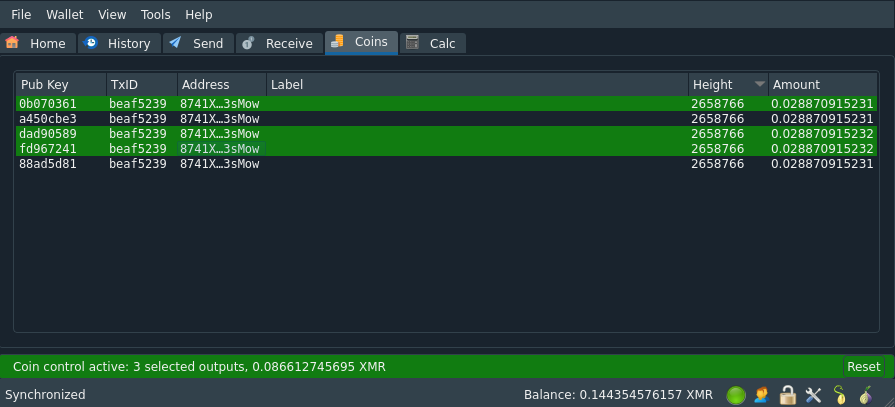 File Wallet View Tools Help
Home History Send Receive Coins Calc
Pub Key TxID Address Label Height Amount
0b070361 beaf5239 8741X…3sMow 2658766 0.028870915231
a450cbe3 beaf5239 8741X…3sMow 2658766 0.028870915231
dad90589 beaf5239 8741X…3sMow 2658766 0.028870915232
fd967241 beaf5239 8741X…3sMow 2658766 0.028870915232
88ad5d81 beaf5239 8741X…3sMow 2658766 0.028870915231
Coin control active: 3 selected outputs, 0.086612745695 XMR Reset
Synchronized Balance: 0.144354576157 XMR